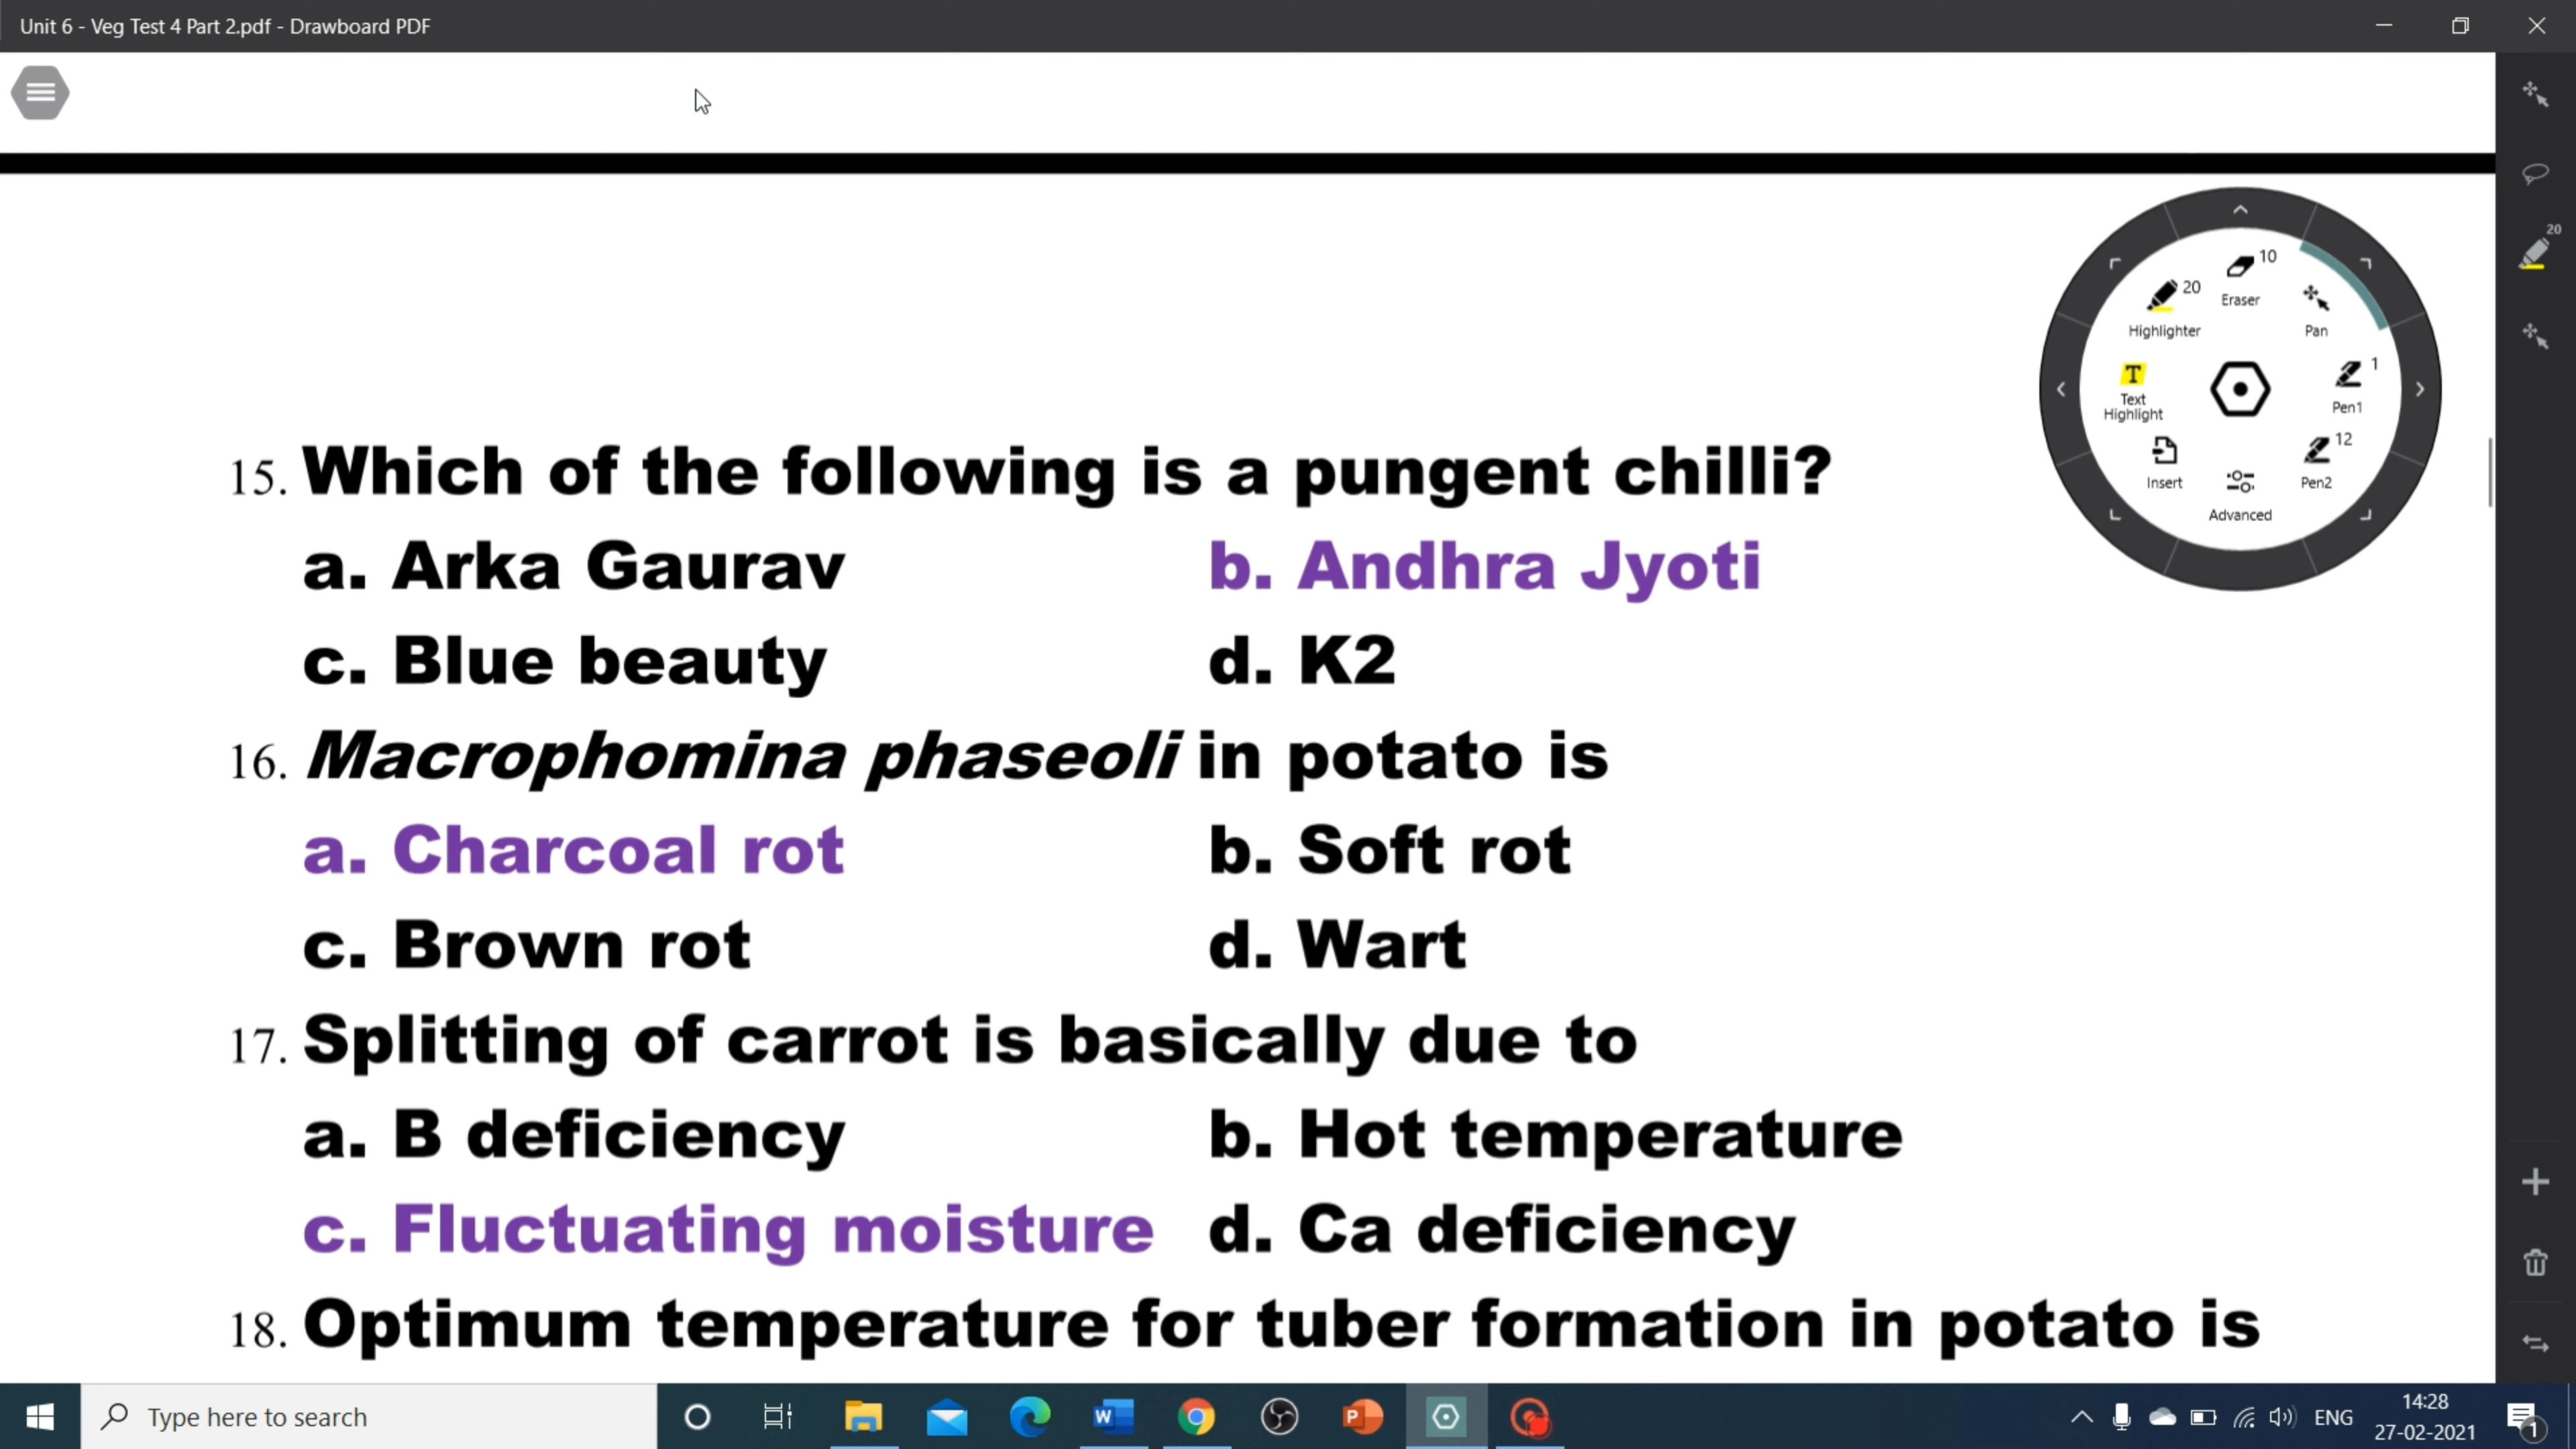 Unit 6 - Veg Test 4 Part 2.pdf - Drawboard PDF
20
10
Eraser
20
Highlighter
Pan
T
Text
Highlight
1
Pen1
Insert
12
Pen2
Advanced
15. Which of the following is a pungent chilli?
a. Arka Gaurav b. Andhra Jyoti
c. Blue beauty d. K2
16. Macrophomina phaseoli in potato is
a. Charcoal rot b. Soft rot
c. Brown rot d. Wart
17. Splitting of carrot is basically due to
a. B deficiency b. Hot temperature
c. Fluctuating moisture d. Ca deficiency
18. Optimum temperature for tuber formation in potato is
Type here to search
W
P
ENG
14:28
27-02-2021
1